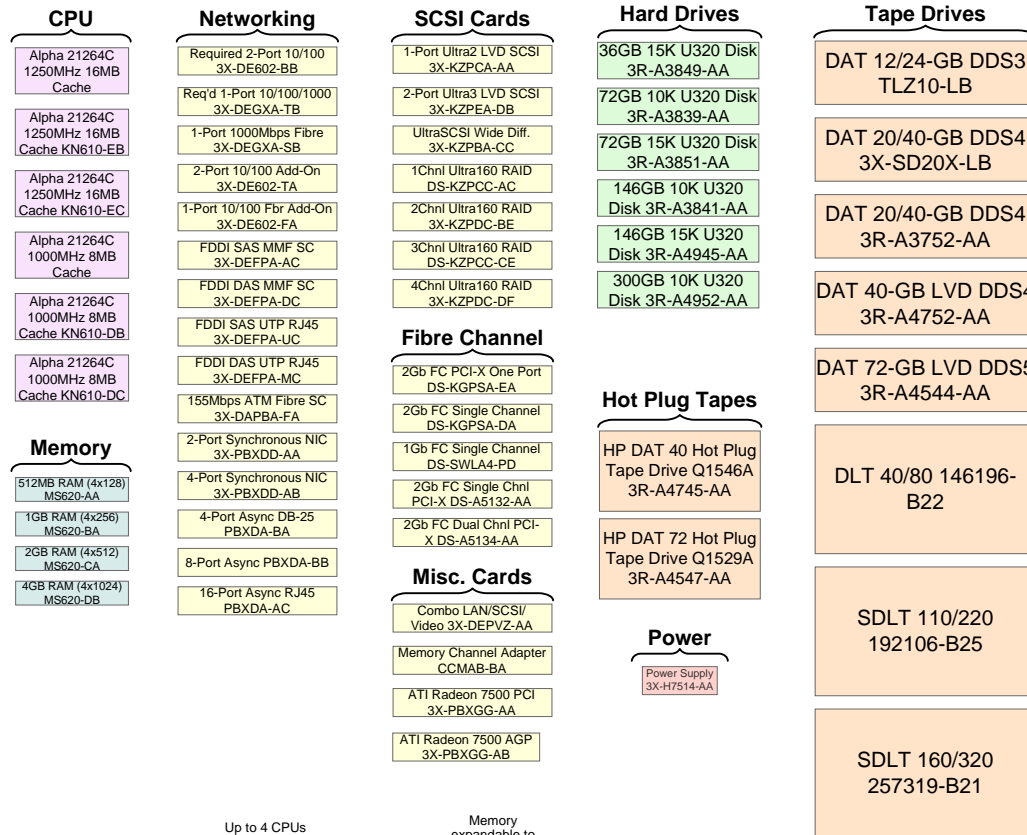 CPU
Alpha 21264C
1250MHz 16MB
Cache
Alpha 21264C
1250MHz 16MB
Cache KN610-EB
Alpha 21264C
1250MHz 16MB
Cache KN610-EC
Alpha 21264C
1000MHz 8MB
Cache
Alpha 21264C
1000MHz 8MB
Cache KN610-DB
Alpha 21264C
1000MHz 8MB
Cache KN610-DC
Memory
512MB RAM (4x128)
MS620-AA
1GB RAM (4x256)
MS620-BA
2GB RAM (4x512)
MS620-CA
4GB RAM (4x1024)
MS620-DB
Networking
Required 2-Port 10/100
3X-DE602-BB
Req'd 1-Port 10/100/1000
3X-DEGXA-TB
1-Port 1000Mbps Fibre
3X-DEGXA-SB
2-Port 10/100 Add-On
3X-DE602-TA
1-Port 10/100 Fbr Add-On
3X-DE602-FA
FDDI SAS MMF SC
3X-DEFPA-AC
FDDI DAS MMF SC
3X-DEFPA-DC
FDDI SAS UTP RJ45
3X-DEFPA-UC
FDDI DAS UTP RJ45
3X-DEFPA-MC
155Mbps ATM Fibre SC
3X-DAPBA-FA
2-Port Synchronous NIC
3X-PBXDD-AA
4-Port Synchronous NIC
3X-PBXDD-AB
4-Port Async DB-25
PBXDA-BA
8-Port Async PBXDA-BB
16-Port Async RJ45
PBXDA-AC
SCSI Cards
1-Port Ultra2 LVD SCSI
3X-KZPCA-AA
2-Port Ultra3 LVD SCSI
3X-KZPEA-DB
UltraSCSI Wide Diff.
3X-KZPBA-CC
1Chnl Ultra160 RAID
DS-KZPCC-AC
2Chnl Ultra160 RAID
3X-KZPDC-BE
3Chnl Ultra160 RAID
DS-KZPCC-CE
4Chnl Ultra160 RAID
3X-KZPDC-DF
Fibre Channel
2Gb FC PCI-X One Port
DS-KGPSA-EA
2Gb FC Single Channel
DS-KGPSA-DA
1Gb FC Single Channel
DS-SWLA4-PD
2Gb FC Single Chnl
PCI-X DS-A5132-AA
2Gb FC Dual Chnl PCI-
X DS-A5134-AA
Misc. Cards
Combo LAN/SCSI/
Video 3X-DEPVZ-AA
Memory Channel Adapter
CCMAB-BA
ATI Radeon 7500 PCI
3X-PBXGG-AA
ATI Radeon 7500 AGP
3X-PBXGG-AB
Hard Drives
36GB 15K U320 Disk
3R-A3849-AA
72GB 10K U320 Disk
3R-A3839-AA
72GB 15K U320 Disk
3R-A3851-AA
146GB 10K U320
Disk 3R-A3841-AA
146GB 15K U320
Disk 3R-A4945-AA
300GB 10K U320
Disk 3R-A4952-AA
Hot Plug Tapes
HP DAT 40 Hot Plug
Tape Drive Q1546A
3R-A4745-AA
HP DAT 72 Hot Plug
Tape Drive Q1529A
3R-A4547-AA
Power
Power Supply
3X-H7514-AA
Tape Drives
DAT 12/24-GB DDS3
TLZ10-LB
DAT 20/40-GB DDS4
3X-SD20X-LB
DAT 20/40-GB DDS4
3R-A3752-AA
DAT 40-GB LVD DDS4
3R-A4752-AA
DAT 72-GB LVD DDS5
3R-A4544-AA
DLT 40/80 146196-
B22
SDLT 110/220
192106-B25
SDLT 160/320
257319-B21
Up to 4 CPUs
Memory
expandable to